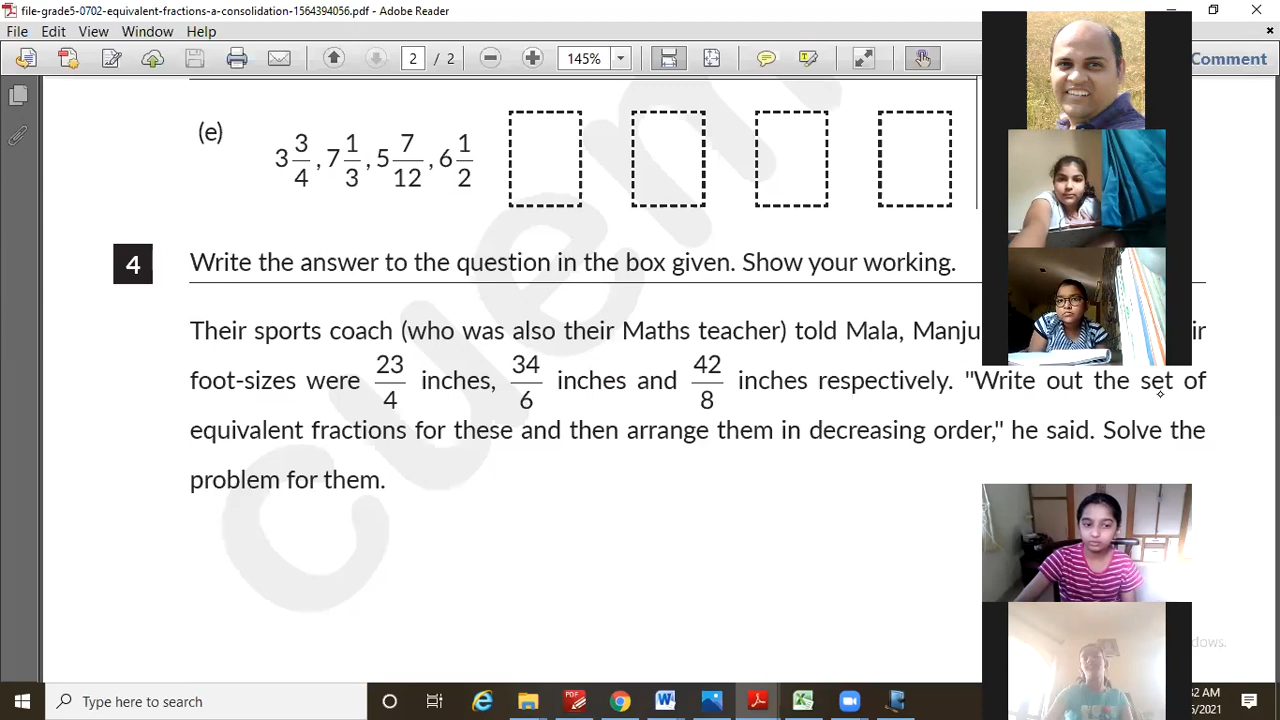 file-grade5-0702-equivalent-fractions-a-consolidation-1564394056.pdf - Adobe Reader
File Edit View Window Help
2 / 2 145% Comment
(e) 3 3/4 , 7 1/3 , 5 7/12 , 6 1/2
4 Write the answer to the question in the box given. Show your working.
Their sports coach (who was also their Maths teacher) told Mala, Manju
foot-sizes were 23/4 inches, 34/6 inches and 42/8 inches respectively. "Write out the set of
equivalent fractions for these and then arrange them in decreasing order," he said. Solve the
problem for them.
cuem
Type here to search